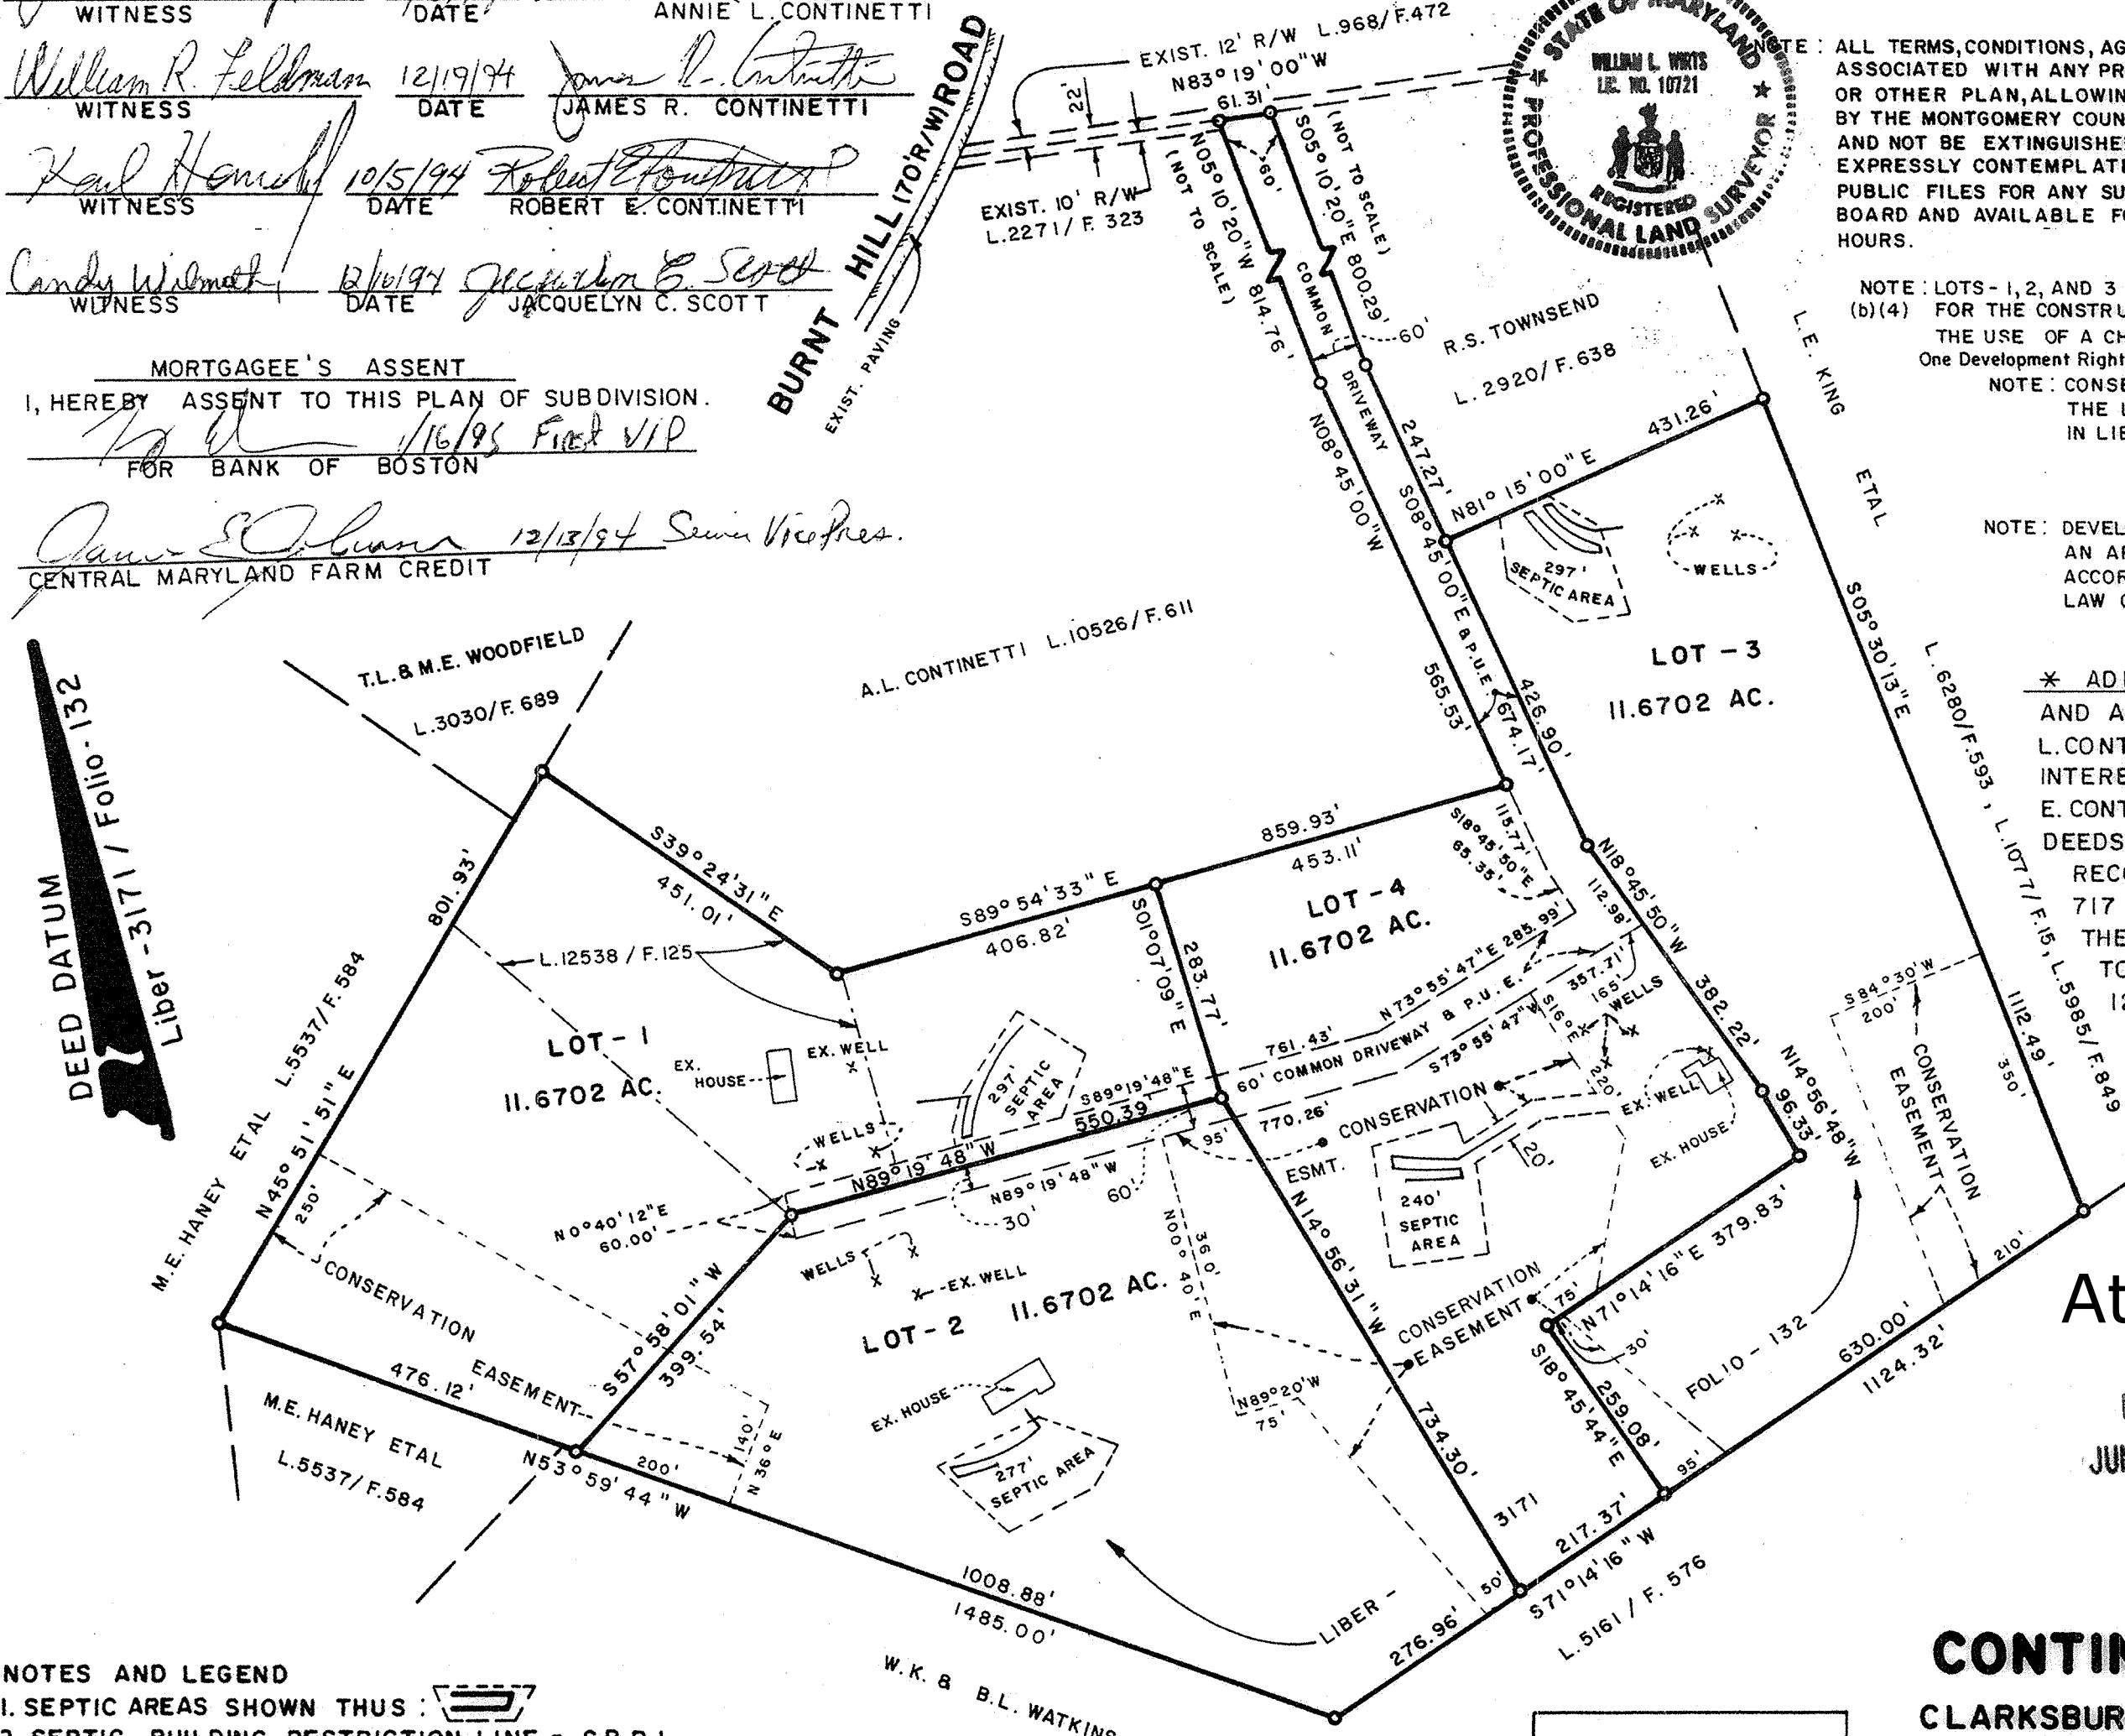 WITNESS DATE ANNIE L. CONTINETTI
William R. Feldman 12/19/94
WITNESS DATE JAMES R. CONTINETTI
10/5/94
WITNESS DATE ROBERT E. CONTINETTI
Candy Wilmoth
WITNESS DATE JACQUELYN C. SCOTT
MORTGAGEE'S ASSENT
I, HEREBY ASSENT TO THIS PLAN OF SUBDIVISION.
1/16/95 First VIP
FOR BANK OF BOSTON
12/13/94 Senior Vice Pres.
CENTRAL MARYLAND FARM CREDIT
BURNT HILL (70'R/W) ROAD
EXIST. PAVING
EXIST. 12' R/W L.968/F.472
N83°19'00"W
61.31'
22'
EXIST. 10' R/W
L.2271/ F. 323
N05°10'20"W 814.76'
(NOT TO SCALE)
S05°10'20"E 800.29'
(NOT TO SCALE)
60'
COMMON DRIVEWAY & P.U.E.
60'
STATE OF MARYLAND
WILLIAM L. WIRTS
LIC. NO. 10721
REGISTERED
PROFESSIONAL LAND SURVEYOR
NOTE : ALL TERMS, CONDITIONS, AG
ASSOCIATED WITH ANY PR
OR OTHER PLAN, ALLOWIN
BY THE MONTGOMERY COUN
AND NOT BE EXTINGUISHE
EXPRESSLY CONTEMPLAT
PUBLIC FILES FOR ANY SU
BOARD AND AVAILABLE F
HOURS.
NOTE : LOTS - 1, 2, AND 3
(b)(4) FOR THE CONSTRU
THE USE OF A CH
One Development Right
NOTE : CONSE
THE L
IN LIE
NOTE : DEVEL
AN A
ACCOR
LAW
* AD
AND A
L.CONT
INTERE
E. CONT
DEEDS
RECO
717
THE
TO
R.S. TOWNSEND
L. 2920/ F. 638
L.E. KING ETAL
L.6280/F.593 , L.1077/F.15, L.5985/F.849
N08°45'00"W
565.53'
247.27'
S08°45'00"E
426.90'
674.17'
N81°15'00"E
431.26'
297'
SEPTIC AREA
WELLS
LOT - 3
11.6702 AC.
S05°30'13"E
1112.49'
350'
T.L. & M.E. WOODFIELD
L.3030/F. 689
A.L. CONTINETTI L.10526/F.611
DEED DATUM
Liber - 3171 / Folio - 132
801.93'
N45°51'51"E
250'
S39°24'31"E
451.01'
L.12538 / F.125
S89°54'33"E
406.82'
859.93'
453.11'
LOT - 4
11.6702 AC.
115.77'
S18°45'50"E
65.35'
N18°45'50"W
112.98'
382.22'
S01°07'09"E
283.77'
N73°55'47"E 285.99'
761.43'
60' COMMON DRIVEWAY & P.U.E.
S73°55'47"W
357.71'
165'
WELLS
S16°E
220'
770.26'
S84°30'W
200'
CONSERVATION EASEMENT
LOT - 1
11.6702 AC.
EX. HOUSE
EX. WELL
297'
SEPTIC AREA
WELLS
S89°19'48"E
550.39'
N89°19'48"W
N89°19'48"W
60'
30'
95'
CONSERVATION ESMT.
EX. WELL
EX. HOUSE
N14°56'48"W
96.33'
20'
240'
SEPTIC AREA
N0°40'12"E
60.00'
WELLS
EX. WELL
LOT - 2 11.6702 AC.
N00°40'E
360'
N14°56'31"W
734.30'
CONSERVATION EASEMENT
N71°14'16"E 379.83'
75'
30'
FOLIO - 132
S18°45'44"E
259.08'
210'
630.00'
1124.32'
At
95'
M.E. HANEY ETAL L.5537/F.584
CONSERVATION EASEMENT
476.12'
S57°58'01"W
399.54'
140'
N36°E
200'
N53°59'44"W
M.E. HANEY ETAL
L.5537/F.584
EX. HOUSE
277'
SEPTIC AREA
N89°20'W
75'
3171
LIBER -
217.37'
S71°14'16"W
50'
276.96'
L.5161 / F. 576
1008.88'
1485.00'
W.K. & B.L. WATKINS
NOTES AND LEGEND
1. SEPTIC AREAS SHOWN THUS :
2. SEPTIC BUILDING RESTRICTION LINE = S.B.R.L.
CONTIN
CLARKSBUR